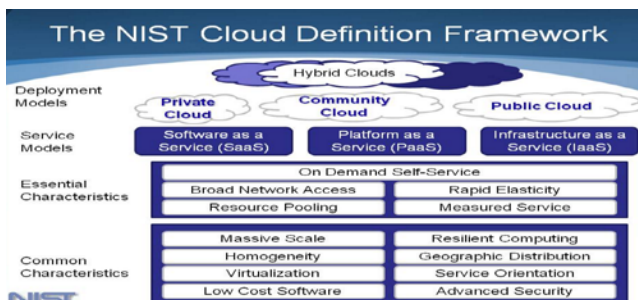 The NIST Cloud Definition Framework
Hybrid Clouds
Deployment
Models
Private
Cloud
Community
Cloud
Public Cloud
Service
Models
Software as a
Service (SaaS)
Platform as a
Service (PaaS)
Infrastructure as a
Service (IaaS)
Essential
Characteristics
On Demand Self-Service
Broad Network Access
Rapid Elasticity
Resource Pooling
Measured Service
Common
Characteristics
Massive Scale
Resilient Computing
Homogeneity
Geographic Distribution
Virtualization
Service Orientation
Low Cost Software
Advanced Security
NIST